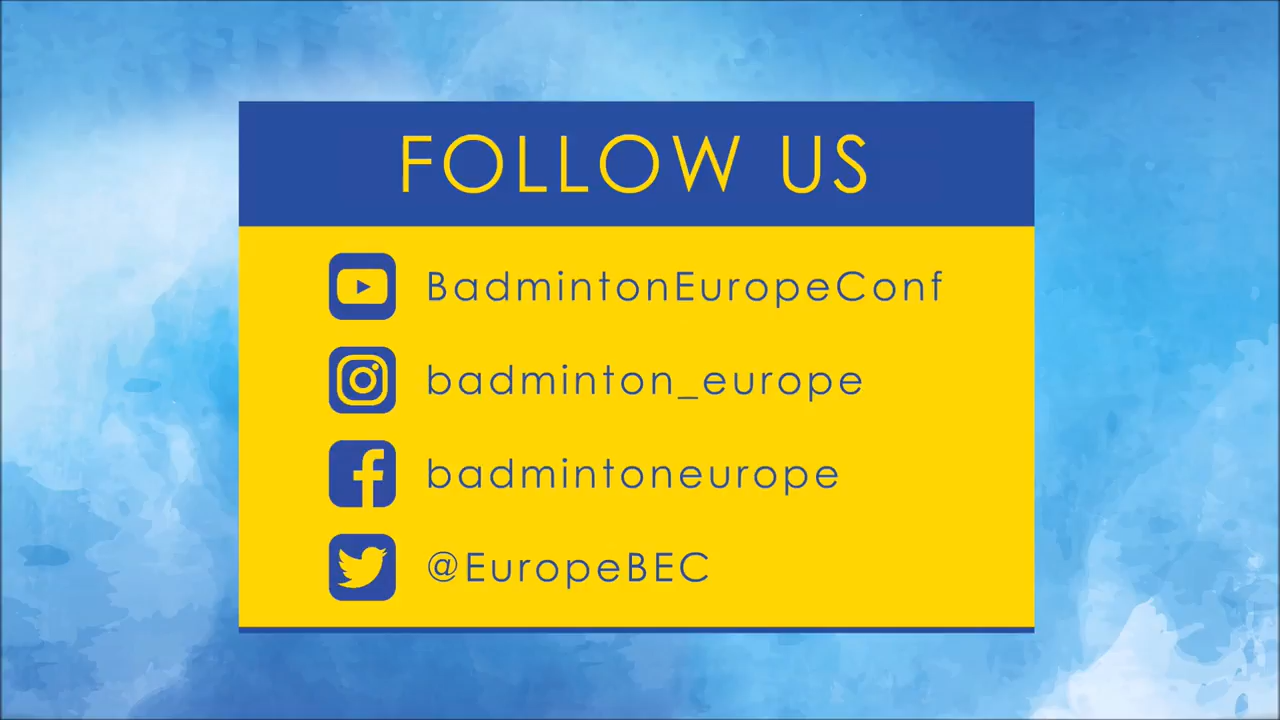 FOLLOW US
BadmintonEuropeConf
badminton_europe
badmintoneurope
@EuropeBEC